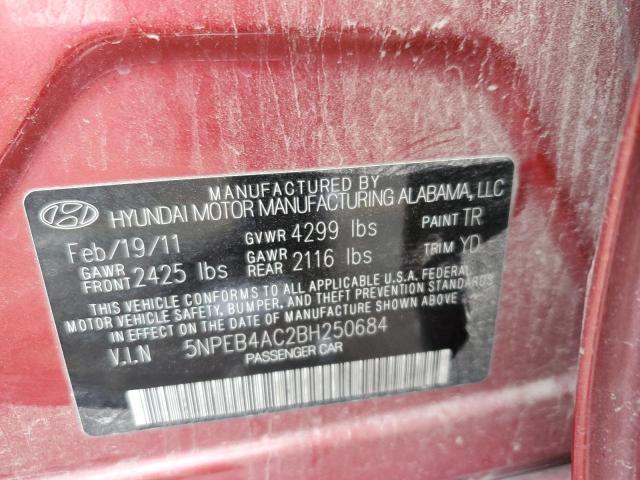 MANUFACTURED BY
HYUNDAI MOTOR MANUFACTURING ALABAMA, LLC
Feb/19/11 GVWR 4299 lbs PAINT TR
GAWR FRONT 2425 lbs GAWR REAR 2116 lbs TRIM YD
THIS VEHICLE CONFORMS TO ALL APPLICABLE U.S.A. FEDERAL
MOTOR VEHICLE SAFETY, BUMPER, AND THEFT PREVENTION STANDARDS
IN EFFECT ON THE DATE OF MANUFACTURE SHOWN ABOVE.
V.I.N 5NPEB4AC2BH250684
PASSENGER CAR